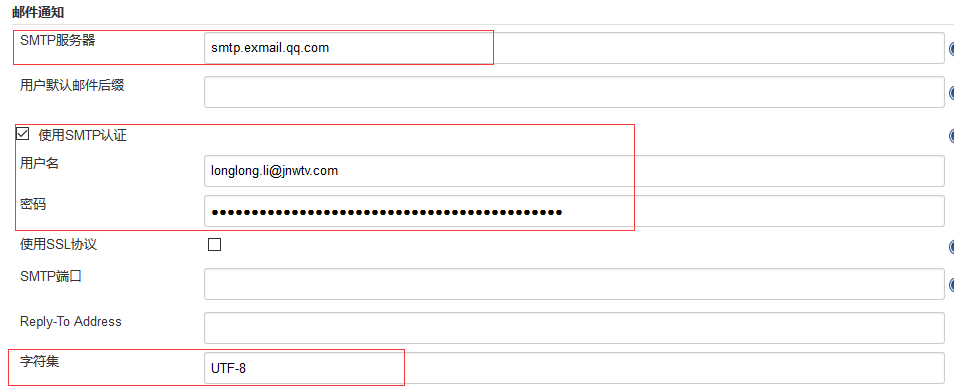 邮件通知
SMTP服务器 smtp.exmail.qq.com
用户默认邮件后缀
使用SMTP认证
用户名 longlong.li@jnwtv.com
密码 ●●●●●●●●●●●●●●●●●●●●●●●●●●●●●●●●●●●●●●●●●●●●
使用SSL协议
SMTP端口
Reply-To Address
字符集 UTF-8